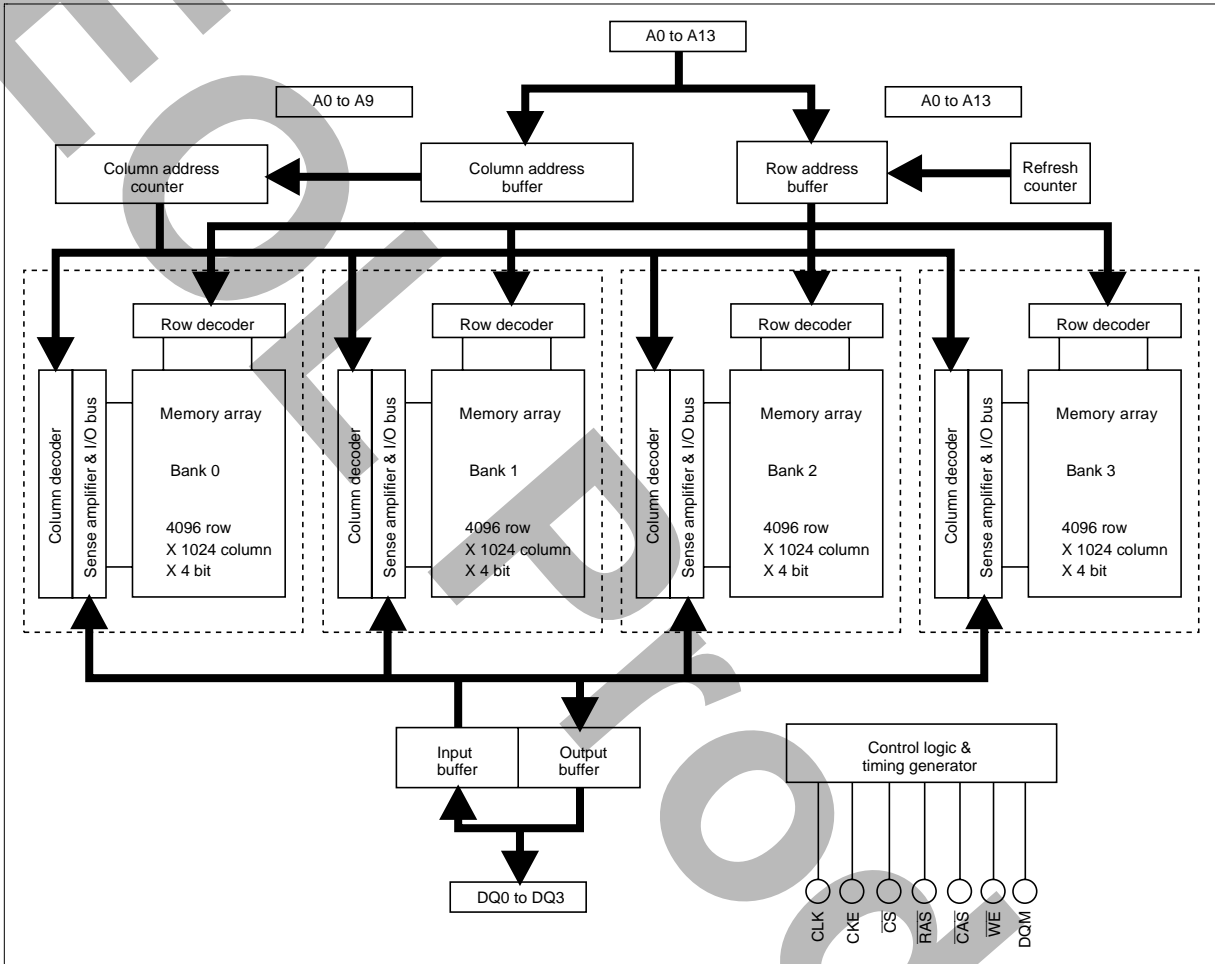 A0 to A13
A0 to A9
A0 to A13
Column address
counter
Column address
buffer
Row address
buffer
Refresh
counter
Row decoder
Row decoder
Row decoder
Row decoder
Column decoder
Sense amplifier & I/O bus
Memory array
Bank 0
4096 row
X 1024 column
X 4 bit
Column decoder
Sense amplifier & I/O bus
Memory array
Bank 1
4096 row
X 1024 column
X 4 bit
Column decoder
Sense amplifier & I/O bus
Memory array
Bank 2
4096 row
X 1024 column
X 4 bit
Column decoder
Sense amplifier & I/O bus
Memory array
Bank 3
4096 row
X 1024 column
X 4 bit
Input
buffer
Output
buffer
Control logic &
timing generator
DQ0 to DQ3
CLK
CKE
C̅S̅
R̅A̅S̅
C̅A̅S̅
W̅E̅
DQM